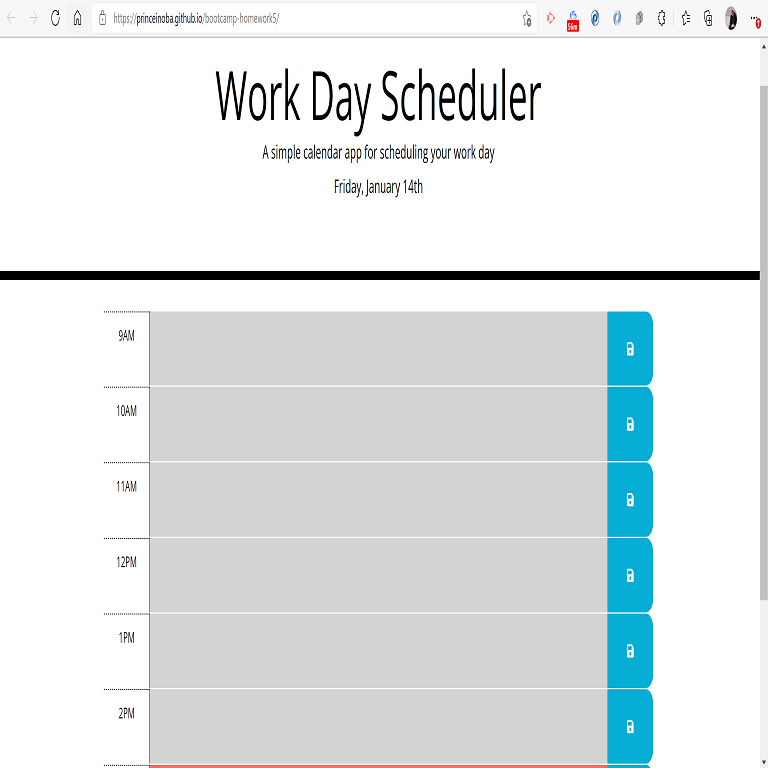 https://princeinoba.github.io/bootcamp-homework5/
56m
Work Day Scheduler
A simple calendar app for scheduling your work day
Friday, January 14th
9AM
10AM
11AM
12PM
1PM
2PM